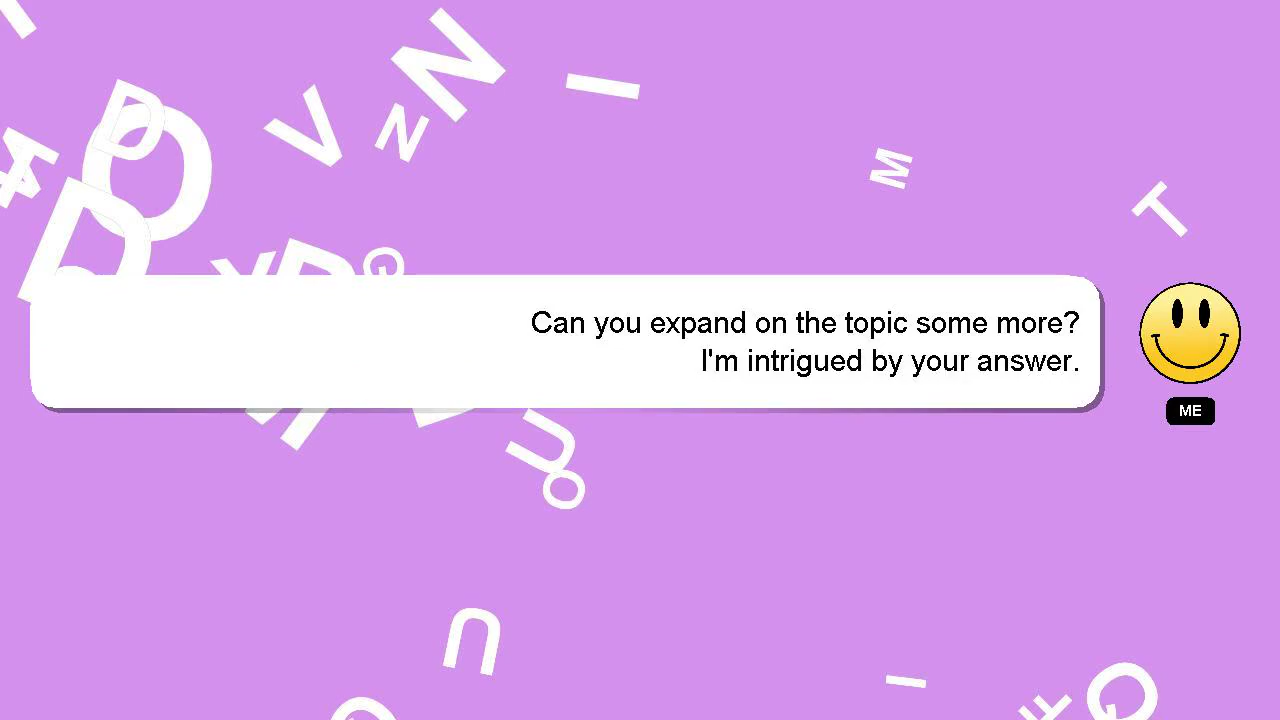 Can you expand on the topic some more?
I'm intrigued by your answer.
ME